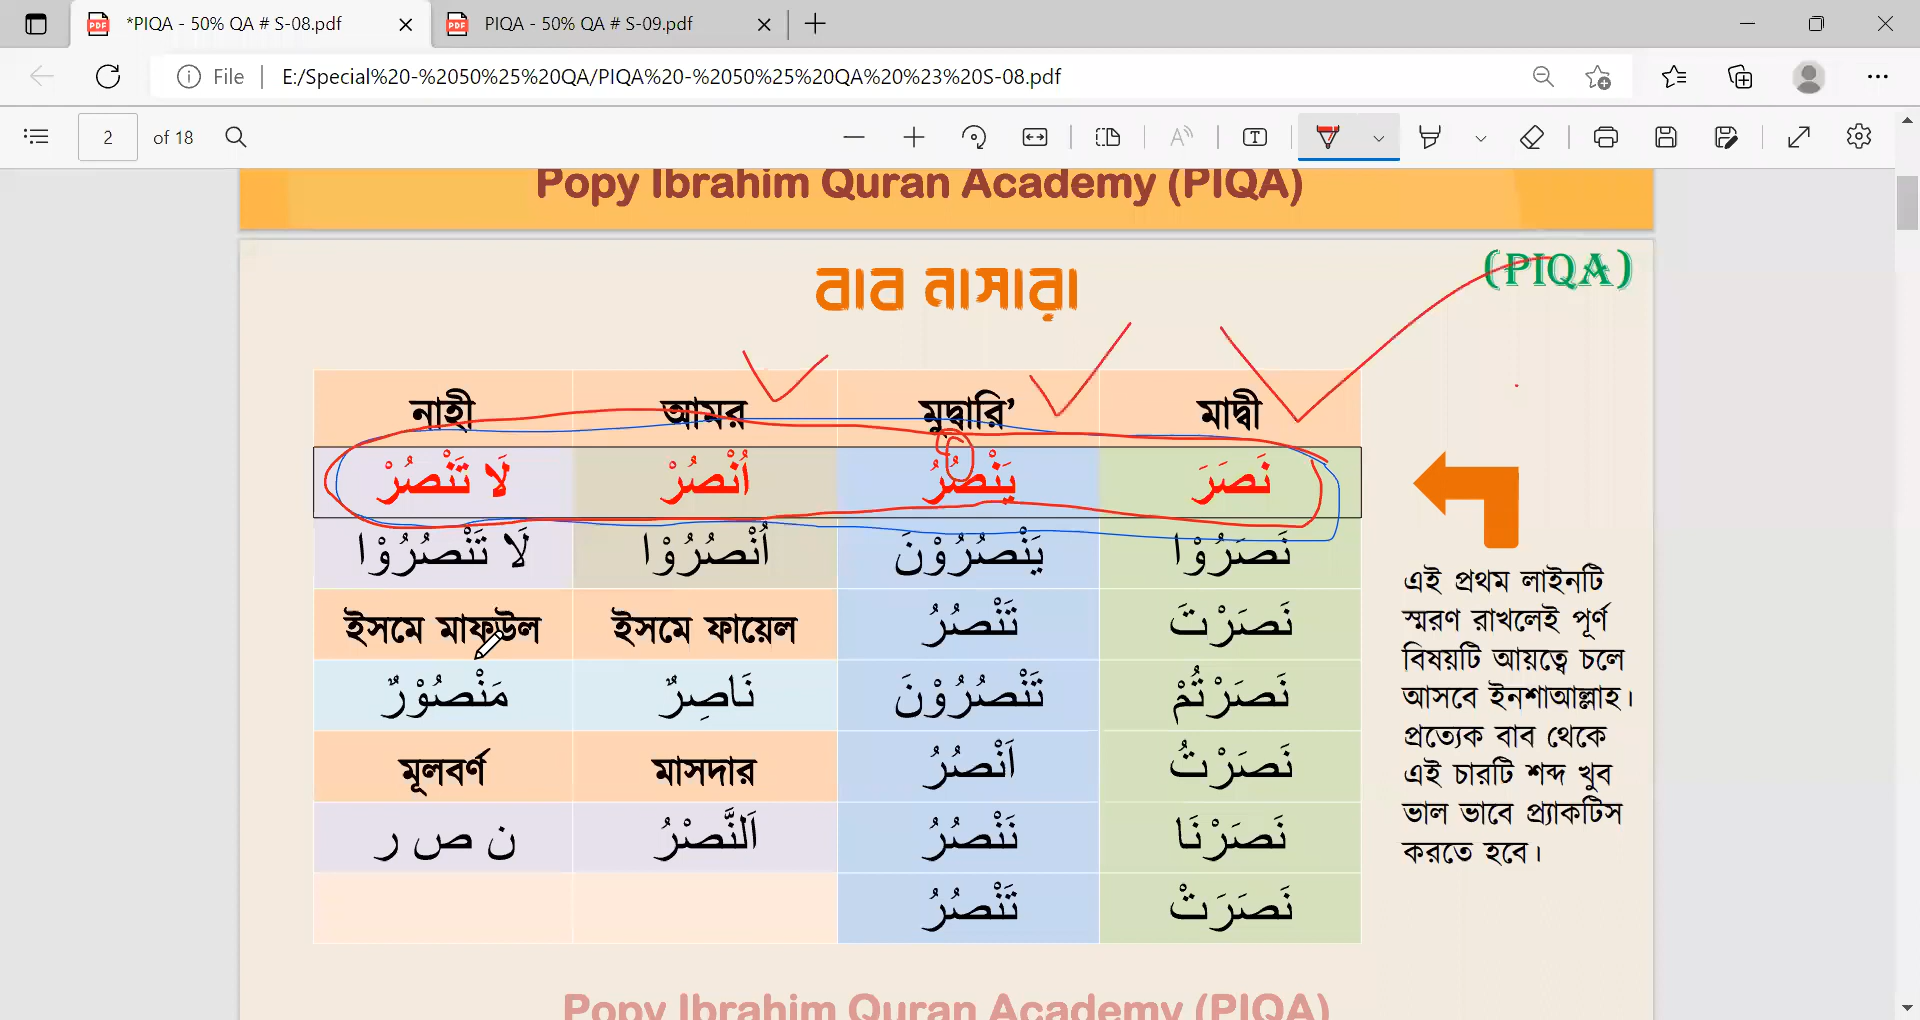 *PIQA - 50% QA # S-08.pdf
PIQA - 50% QA # S-09.pdf
File
E:/Special%20-%2050%25%20QA/PIQA%20-%2050%25%20QA%20%23%20S-08.pdf
2 of 18
Popy Ibrahim Quran Academy (PIQA)
বাব নাসারা
(PIQA)
নাহী আমর মুদ্বারি’ মাদ্বী
لَا تَنْصُرْ اُنْصُرْ يَنْصُرُ نَصَرَ
لَا تَنْصُرُوْا اُنْصُرُوْا يَنْصُرُوْنَ نَصَرُوْا
ইসমে মাফউল ইসমে ফায়েল تَنْصُرُ نَصَرْتَ
مَنْصُوْرٌ نَاصِرٌ تَنْصُرُوْنَ نَصَرْتُمْ
মূলবর্ণ মাসদার اَنْصُرُ نَصَرْتُ
ن ص ر اَلنَّصْرُ نَنْصُرُ نَصَرْنَا
تَنْصُرُ نَصَرَتْ
এই প্রথম লাইনটি
স্মরণ রাখলেই পূর্ণ
বিষয়টি আয়ত্বে চলে
আসবে ইনশাআল্লাহ।
প্রত্যেক বাব থেকে
এই চারটি শব্দ খুব
ভাল ভাবে প্র্যাকটিস
করতে হবে।
Popy Ibrahim Quran Academy (PIQA)